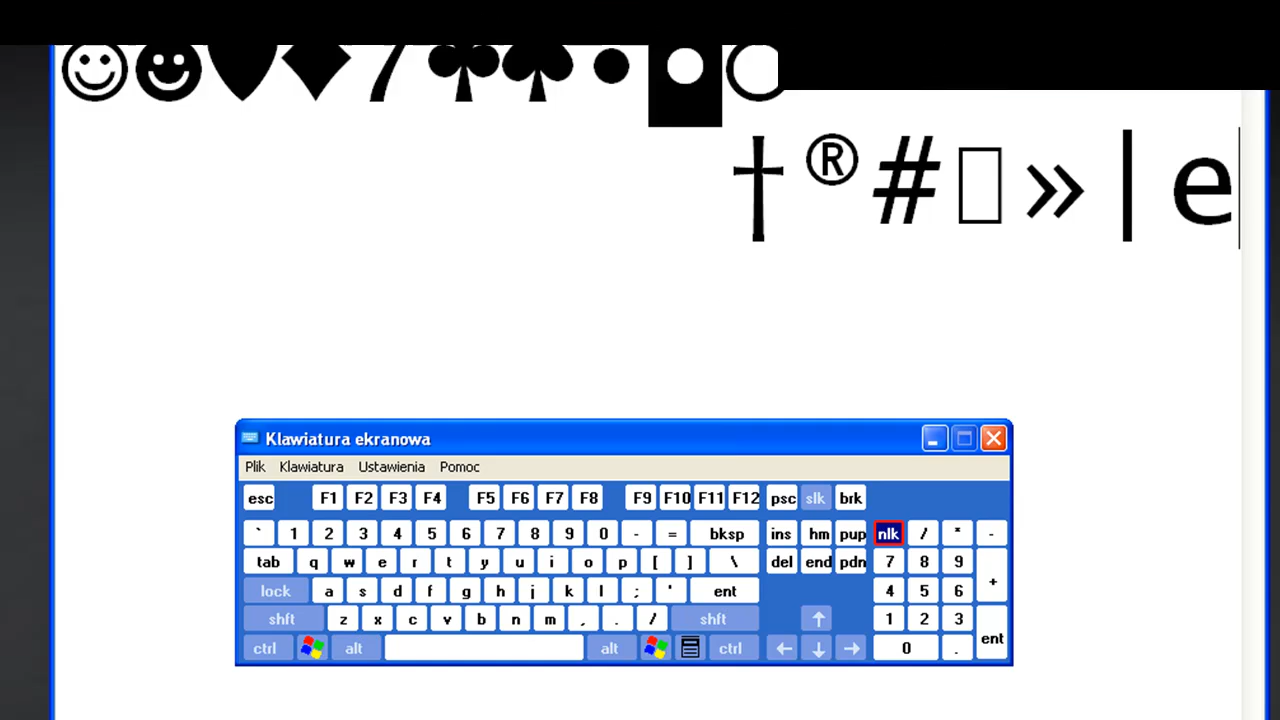 ☺☻♥♦7♣♠•◘○
†®#▯»|e
Klawiatura ekranowa
Plik Klawiatura Ustawienia Pomoc
esc F1 F2 F3 F4 F5 F6 F7 F8 F9 F10 F11 F12 psc slk brk
` 1 2 3 4 5 6 7 8 9 0 - = bksp ins hm pup nlk / * -
tab q w e r t y u i o p [ ] \ del end pdn 7 8 9 +
lock a s d f g h j k l ; ' ent 4 5 6
shft z x c v b n m , . / shft ↑ 1 2 3 ent
ctrl alt alt ctrl ← ↓ → 0 .